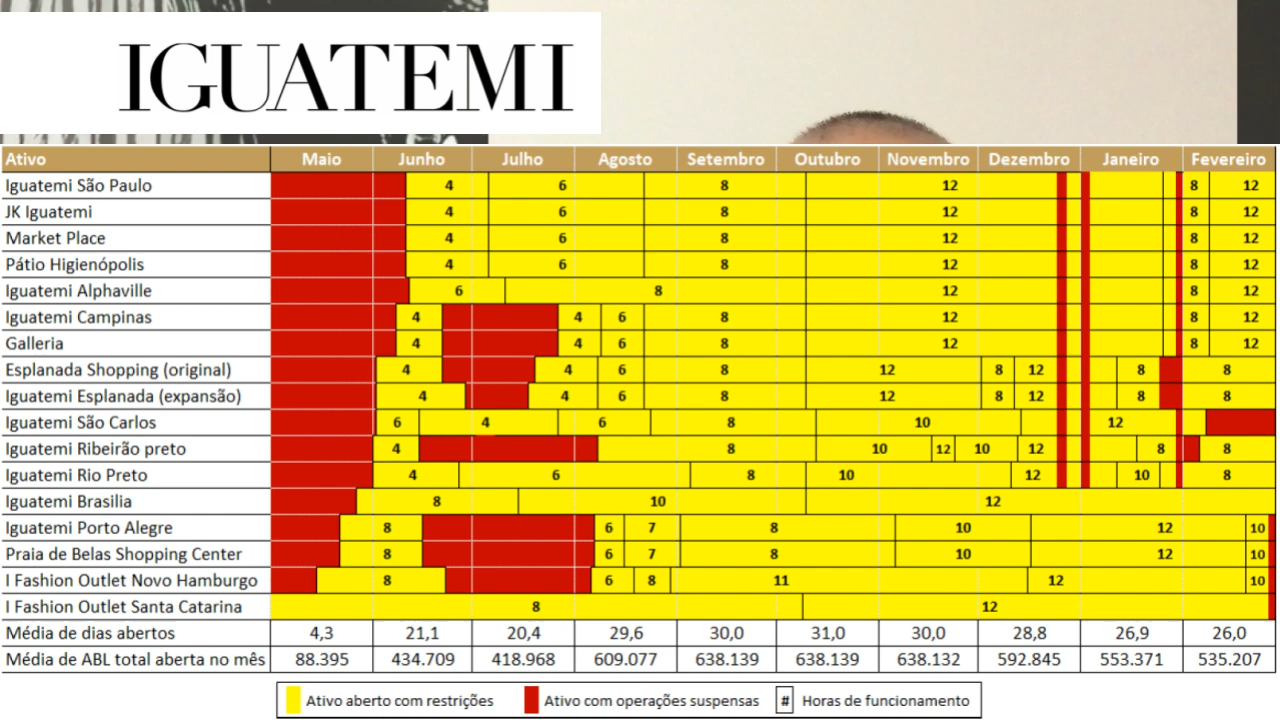 IGUATEMI
Ativo Maio Junho Julho Agosto Setembro Outubro Novembro Dezembro Janeiro Fevereiro
Iguatemi São Paulo 4 6 8 12 8 12
JK Iguatemi 4 6 8 12 8 12
Market Place 4 6 8 12 8 12
Pátio Higienópolis 4 6 8 12 8 12
Iguatemi Alphaville 6 8 12 8 12
Iguatemi Campinas 4 4 6 8 12 8 12
Galleria 4 4 6 8 12 8 12
Esplanada Shopping (original) 4 4 6 8 12 8 12 8 8
Iguatemi Esplanada (expansão) 4 4 6 8 12 8 12 8 8
Iguatemi São Carlos 6 4 6 8 10 12
Iguatemi Ribeirão preto 4 8 10 12 10 12 8 8
Iguatemi Rio Preto 4 6 8 10 12 10 8
Iguatemi Brasilia 8 10 12
Iguatemi Porto Alegre 8 6 7 8 10 12 10
Praia de Belas Shopping Center 8 6 7 8 10 12 10
I Fashion Outlet Novo Hamburgo 8 6 8 11 12 10
I Fashion Outlet Santa Catarina 8 12
Média de dias abertos 4,3 21,1 20,4 29,6 30,0 31,0 30,0 28,8 26,9 26,0
Média de ABL total aberta no mês 88.395 434.709 418.968 609.077 638.139 638.139 638.132 592.845 553.371 535.207
Ativo aberto com restrições Ativo com operações suspensas # Horas de funcionamento